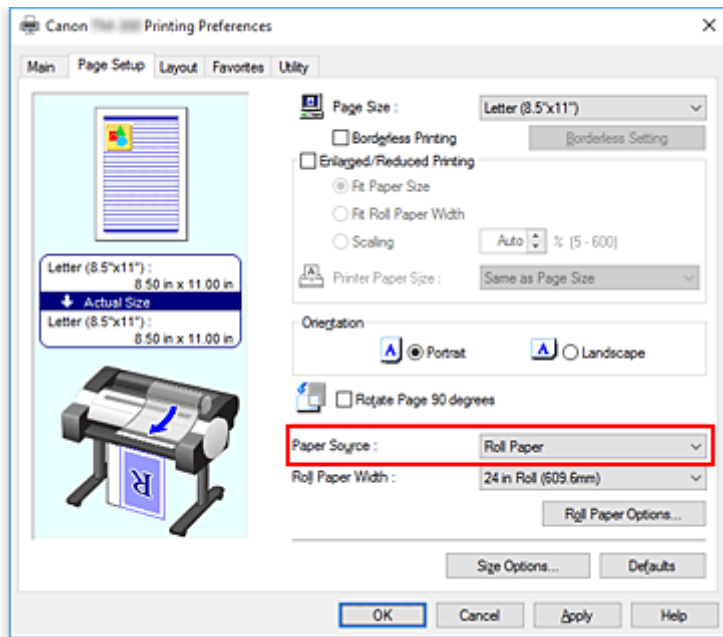 Canon Printing Preferences
Main Page Setup Layout Favorites Utility
Page Size : Letter (8.5"x11")
Borderless Printing Borderless Setting
Enlarged/Reduced Printing
Fit Paper Size
Fit Roll Paper Width
Scaling Auto % (5 - 600)
Printer Paper Size : Same as Page Size
Letter (8.5"x11") :
8.50 in x 11.00 in
Actual Size
Letter (8.5"x11") :
8.50 in x 11.00 in
Orientation
A Portrait A Landscape
Rotate Page 90 degrees
R
Paper Source : Roll Paper
Roll Paper Width : 24 in Roll (609.6mm)
Roll Paper Options...
Size Options... Defaults
OK Cancel Apply Help